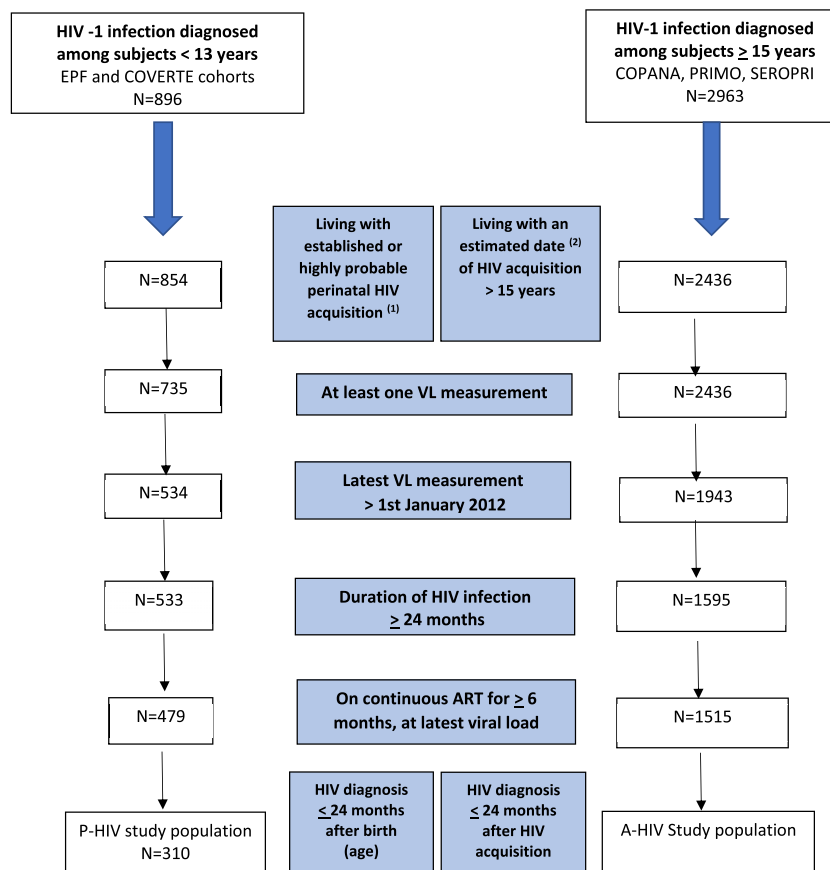 HIV -1 infection diagnosed
among subjects < 13 years
EPF and COVERTE cohorts
N=896
HIV-1 infection diagnosed
among subjects ≥ 15 years
COPANA, PRIMO, SEROPRI
N=2963
Living with
established or
highly probable
perinatal HIV
acquisition (1)
Living with an
estimated date (2)
of HIV acquisition
> 15 years
N=854
N=2436
N=735
At least one VL measurement
N=2436
N=534
Latest VL measurement
> 1st January 2012
N=1943
N=533
Duration of HIV infection
≥ 24 months
N=1595
N=479
On continuous ART for ≥ 6
months, at latest viral load
N=1515
P-HIV study population
N=310
HIV diagnosis
≤ 24 months
after birth
(age)
HIV diagnosis
≤ 24 months
after HIV
acquisition
A-HIV Study population